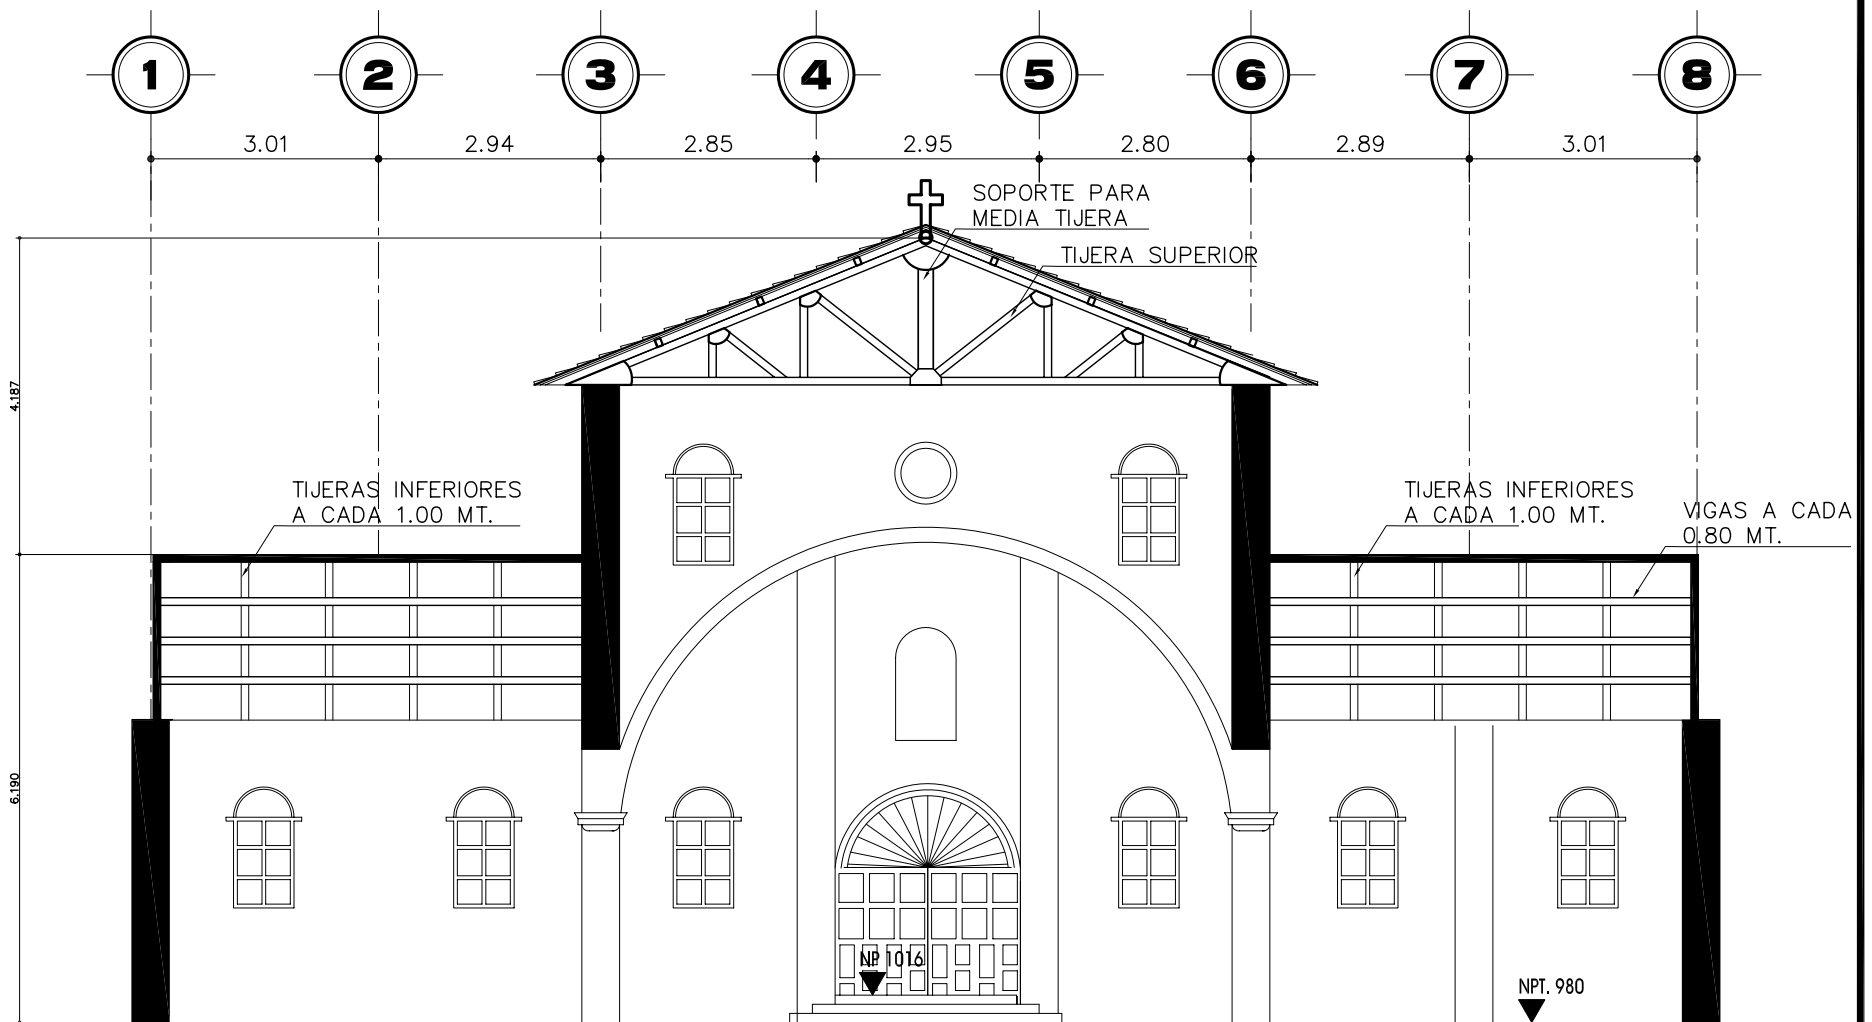 1 2 3 4 5 6 7 8
3.01 2.94 2.85 2.95 2.80 2.89 3.01
SOPORTE PARA
MEDIA TIJERA
TIJERA SUPERIOR
4.187
TIJERAS INFERIORES
A CADA 1.00 MT.
TIJERAS INFERIORES
A CADA 1.00 MT.
VIGAS A CADA
0.80 MT.
6.190
NP 1016
NPT. 980